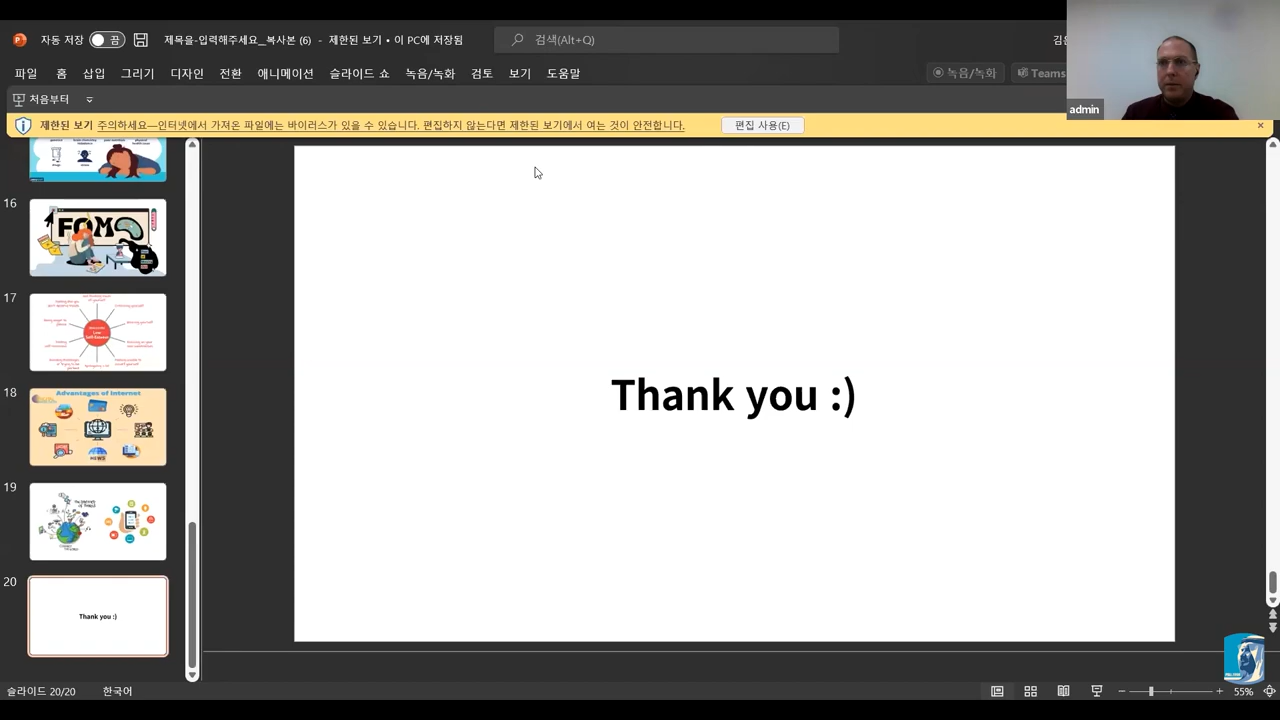 자동 저장 끔 제목을-입력해주세요_복사본 (6) - 제한된 보기 • 이 PC에 저장됨
검색(Alt+Q)
파일 홈 삽입 그리기 디자인 전환 애니메이션 슬라이드 쇼 녹음/녹화 검토 보기 도움말
녹음/녹화 Teams
admin
처음부터
제한된 보기 주의하세요—인터넷에서 가져온 파일에는 바이러스가 있을 수 있습니다. 편집하지 않는다면 제한된 보기에서 여는 것이 안전합니다.
편집 사용(E)
16
FOMO
17
18
Advantages of Internet
NEWS
19
20
Thank you :)
Thank you :)
슬라이드 20/20 한국어
55%